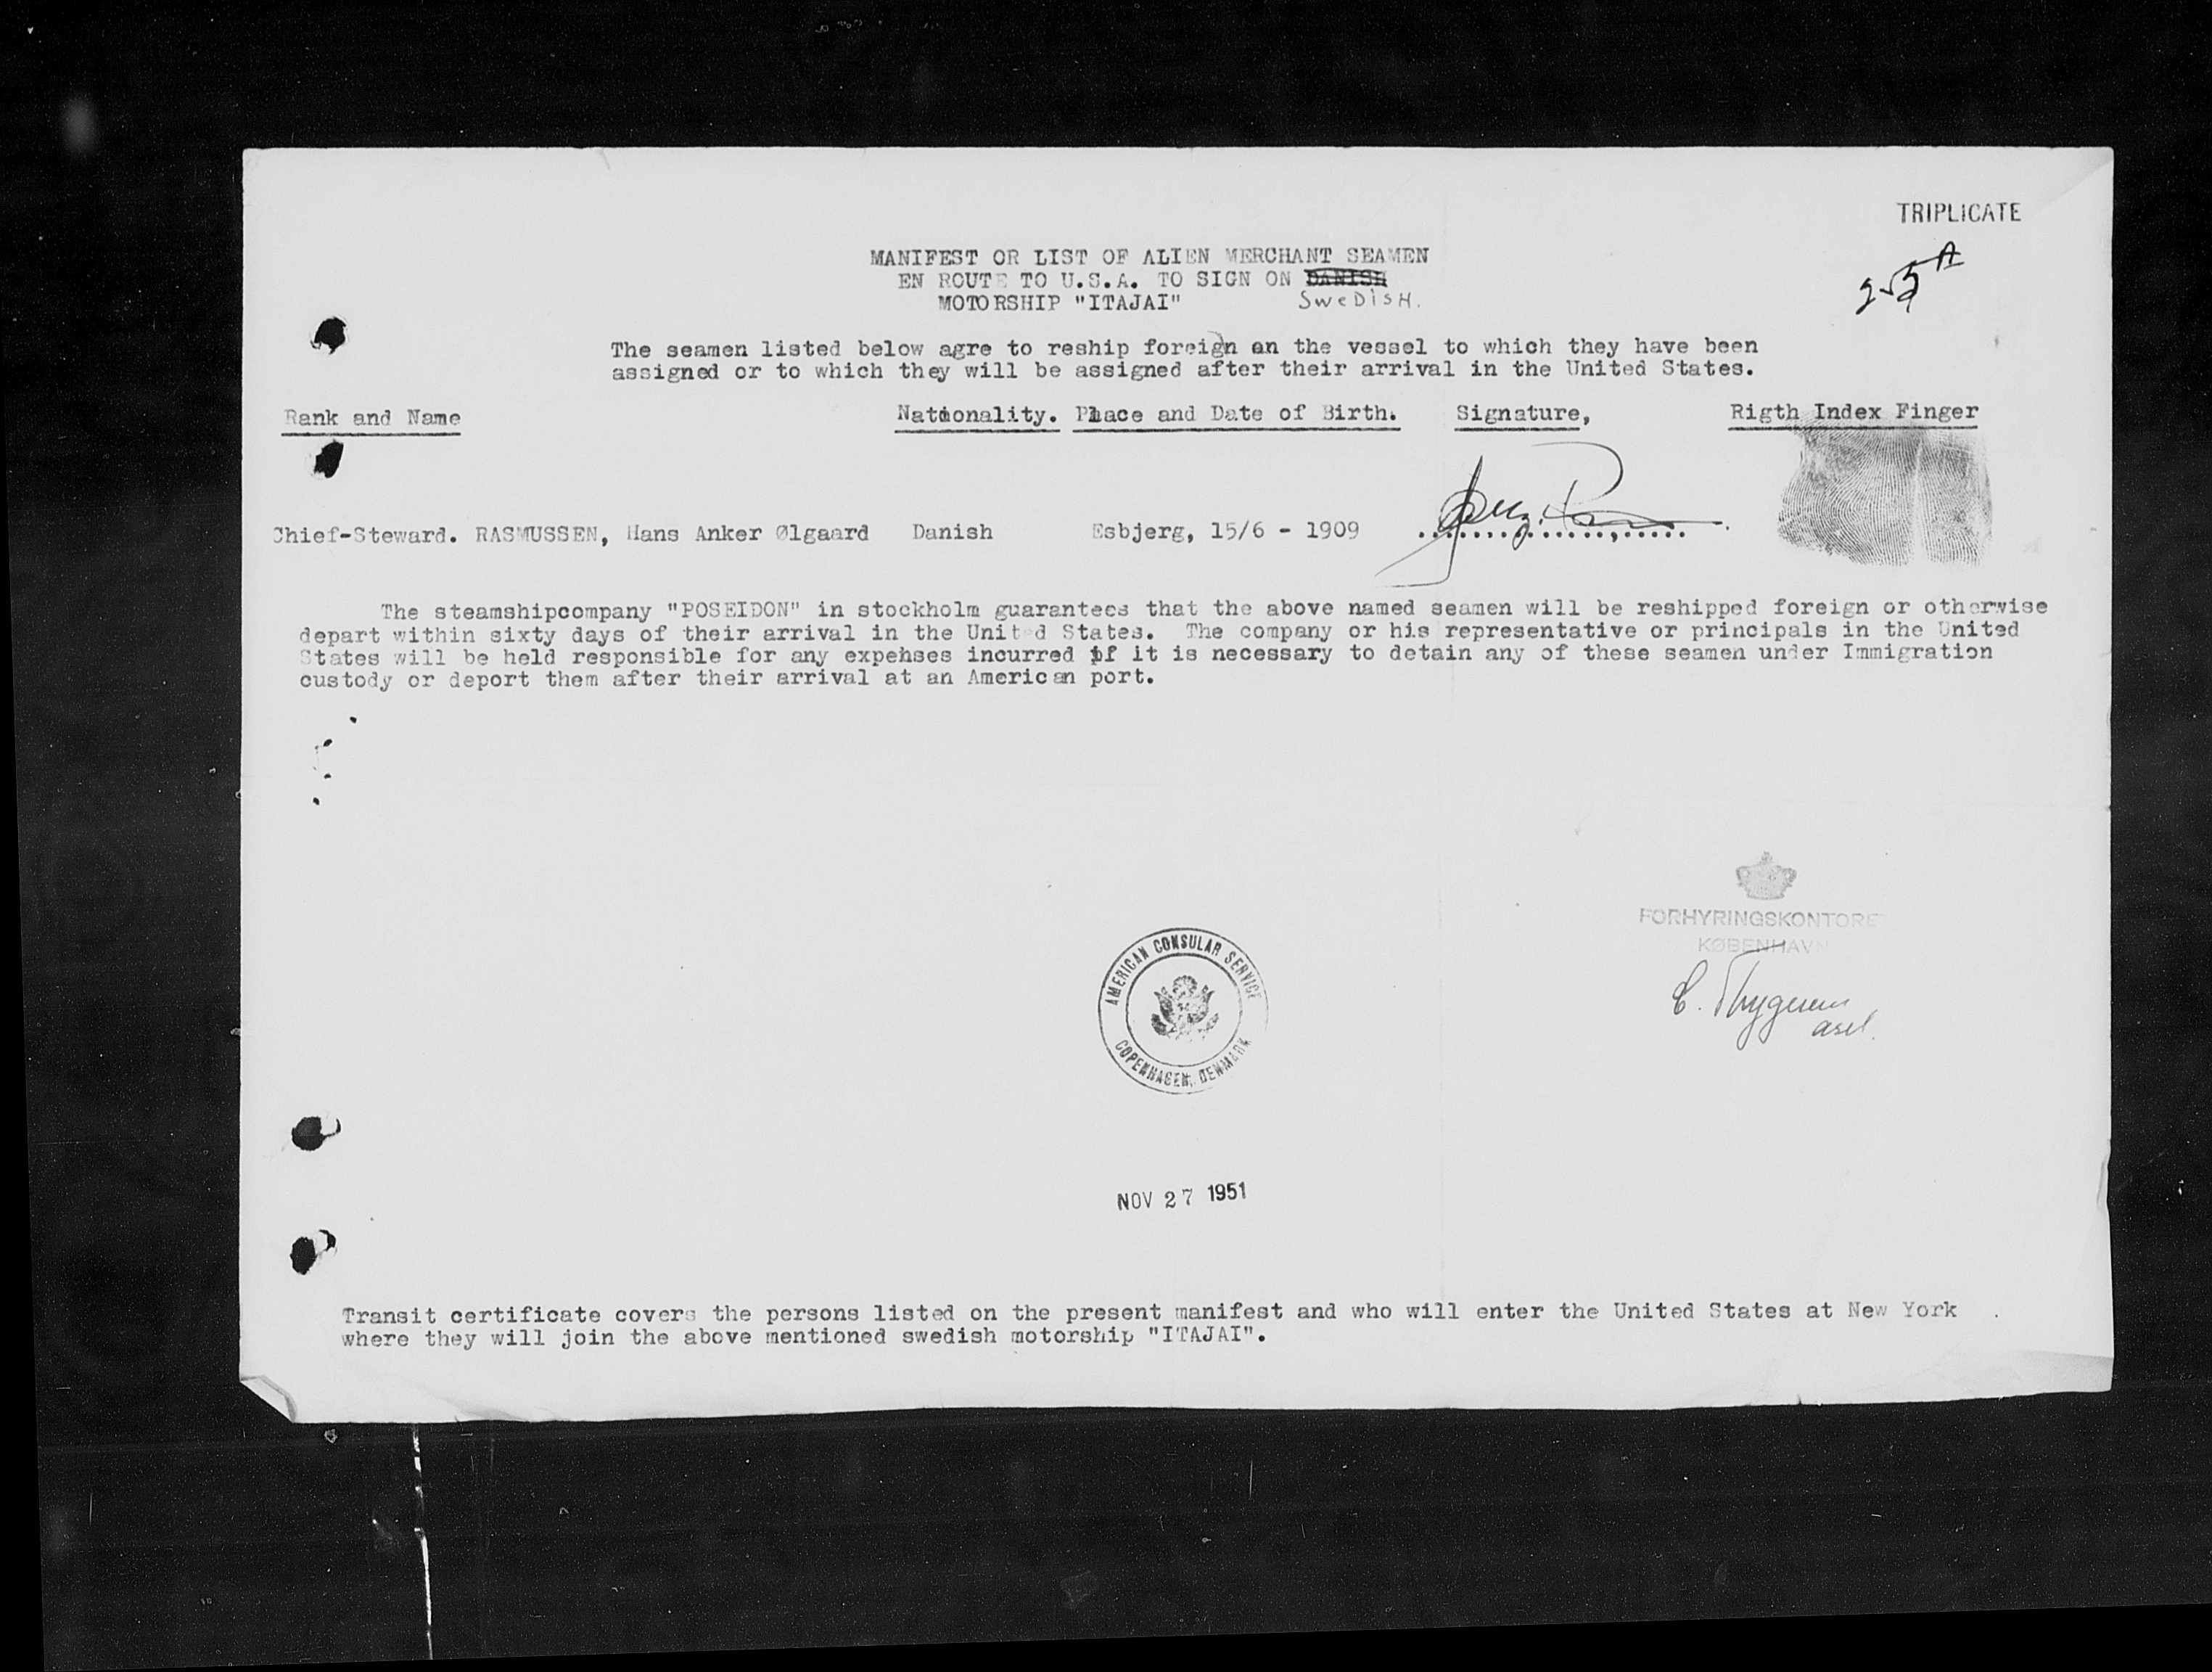 TRIPLICATE
MANIFEST OR LIST OF ALIEN MERCHANT SEAMEN
EN ROUTE TO U.S.A. TO SIGN ON DANISH
MOTORSHIP "ITAJAI" SWeDiSH.
The seamen listed below agre to reship foreign on the vessel to which they have been
assigned or to which they will be assigned after their arrival in the United States.
Rank and Name Nationality. Place and Date of Birth. Signature, Rigth Index Finger
Chief-Steward. RASMUSSEN, Hans Anker Ølgaard Danish Esbjerg, 15/6 - 1909
The steamshipcompany "POSEIDON" in stockholm guarantees that the above named seamen will be reshipped foreign or otherwise
depart within sixty days of their arrival in the United States. The company or his representative or principals in the United
States will be held responsible for any expenses incurred if it is necessary to detain any of these seamen under Immigration
custody or deport them after their arrival at an American port.
FORHYRINGSKONTORET
KØBENHAVN
AMERICAN CONSULAR SERVICE
COPENHAGEN, DENMARK
NOV 27 1951
Transit certificate covers the persons listed on the present manifest and who will enter the United States at New York .
where they will join the above mentioned swedish motorship "ITAJAI".